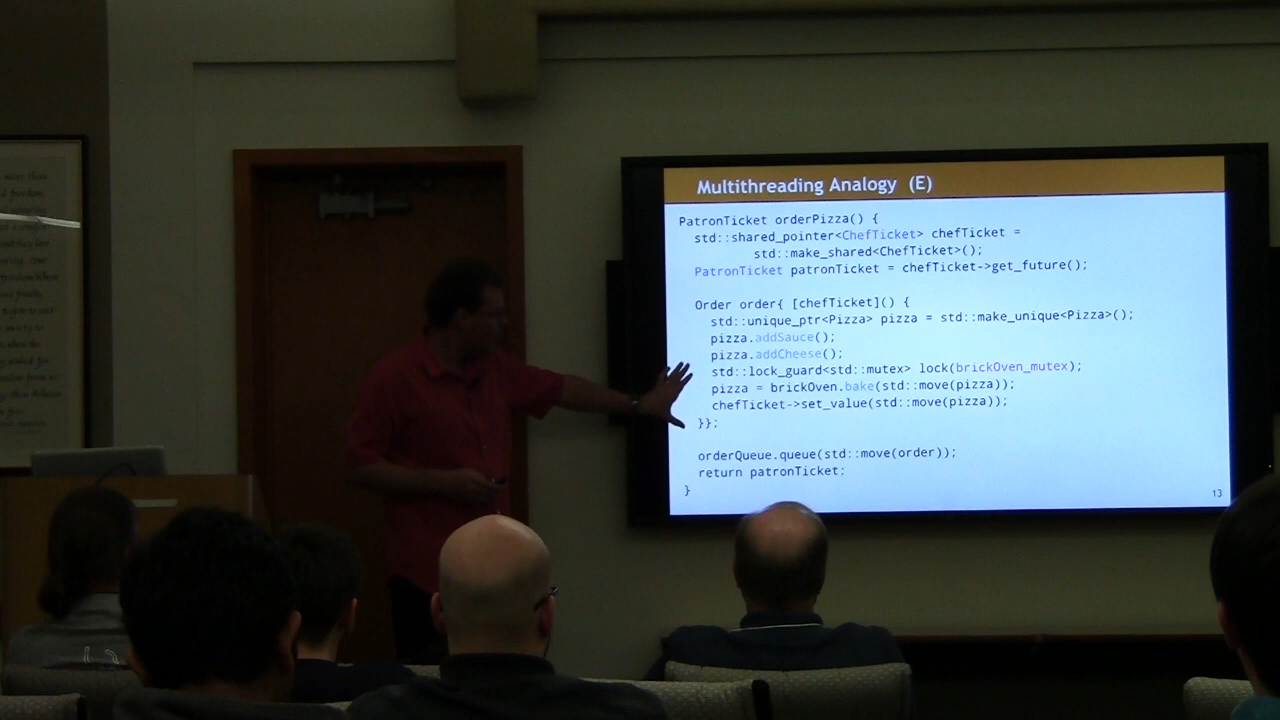 Multithreading Analogy (E)
PatronTicket orderPizza() {
std::shared_pointer<ChefTicket> chefTicket =
std::make_shared<ChefTicket>();
PatronTicket patronTicket = chefTicket->get_future();
Order order{ [chefTicket]() {
std::unique_ptr<Pizza> pizza = std::make_unique<Pizza>();
pizza.addSauce();
pizza.addCheese();
std::lock_guard<std::mutex> lock(brickOven_mutex);
pizza = brickOven.bake(std::move(pizza));
chefTicket->set_value(std::move(pizza));
}};
orderQueue.queue(std::move(order));
return patronTicket;
}
13